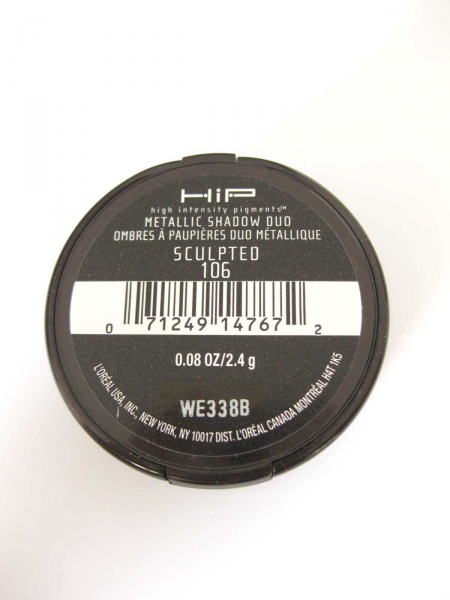 HiP
high intensity pigments™
METALLIC SHADOW DUO
OMBRES À PAUPIÈRES DUO MÉTALLIQUE
SCULPTED
106
0 71249 14767 2
0.08 OZ/2.4 g
WE338B
L'ORÉAL USA, INC., NEW YORK, NY 10017 DIST. L'ORÉAL CANADA MONTRÉAL H4T 1K5